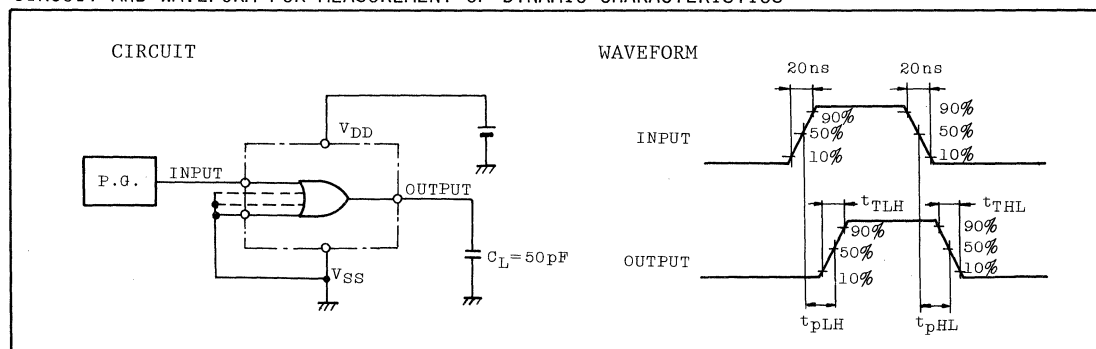 CIRCUIT AND WAVEFORM FOR MEASUREMENT OF DYNAMIC CHARACTERISTICS
CIRCUIT
WAVEFORM
VDD
P.G.
INPUT
OUTPUT
CL=50pF
VSS
20ns
20ns
INPUT
90%
50%
10%
90%
50%
10%
OUTPUT
tTLH
tTHL
90%
50%
10%
90%
50%
10%
tpLH
tpHL